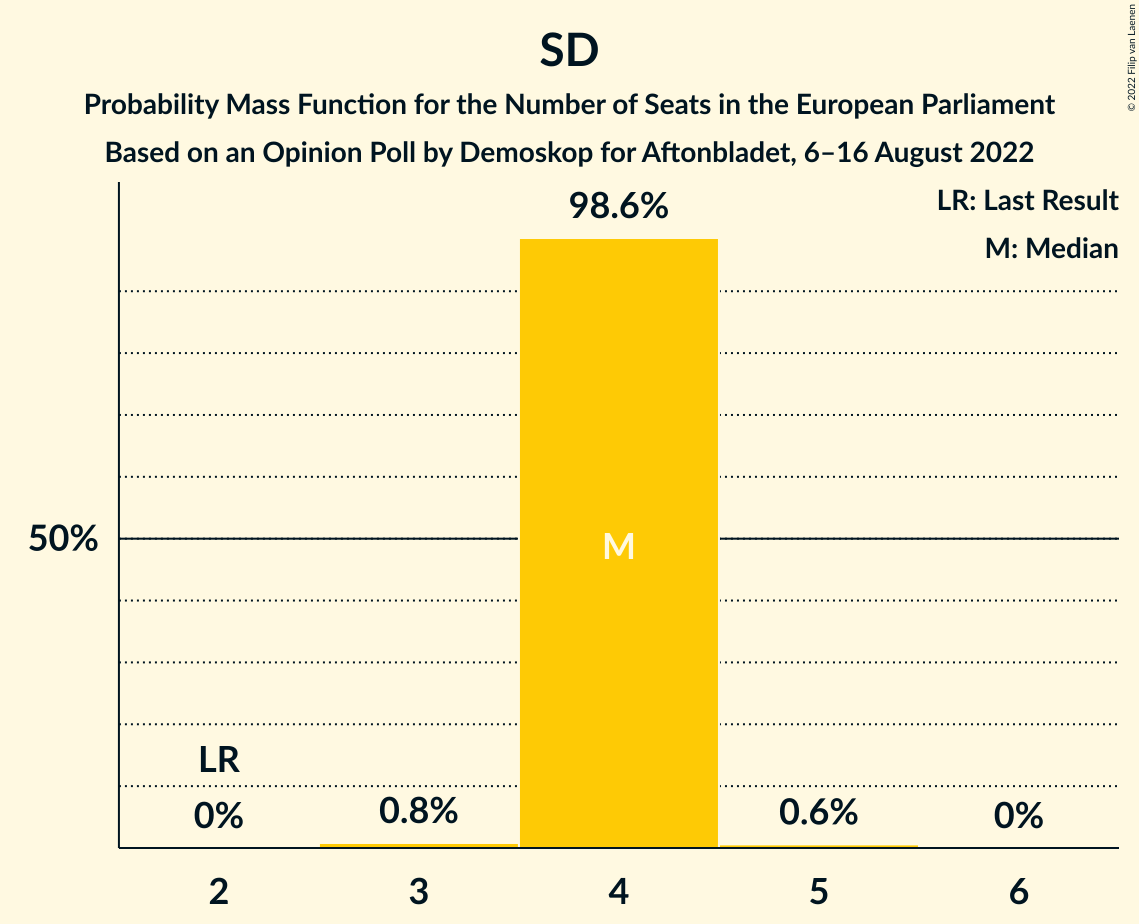 SD
Probability Mass Function for the Number of Seats in the European Parliament
Based on an Opinion Poll by Demoskop for Aftonbladet, 6–16 August 2022
© 2022 Filip van Laenen
LR: Last Result
M: Median
98.6%
50%
M
LR
0%
0.8%
0.6%
0%
2
3
4
5
6